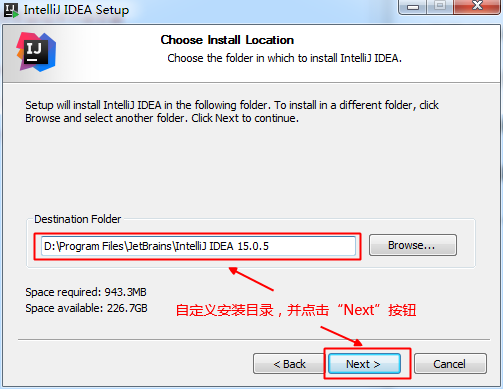 IntelliJ IDEA Setup
IJ
Choose Install Location
Choose the folder in which to install IntelliJ IDEA.
Setup will install IntelliJ IDEA in the following folder. To install in a different folder, click
Browse and select another folder. Click Next to continue.
Destination Folder
D:\Program Files\JetBrains\IntelliJ IDEA 15.0.5
Browse...
Space required: 943.3MB
Space available: 226.7GB
自定义安装目录，并点击“Next”按钮
< Back
Next >
Cancel